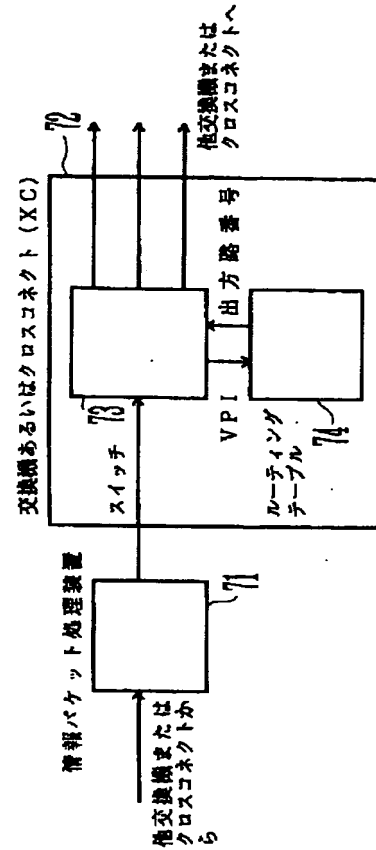 交換機あるいはクロスコネクト(XC)
72
情報パケット処理装置
スイッチ
73
他交換機または
クロスコネクトへ
71
VPI
出方路番号
他交換機または
クロスコネクトか
ら
ルーティング
テーブル
74